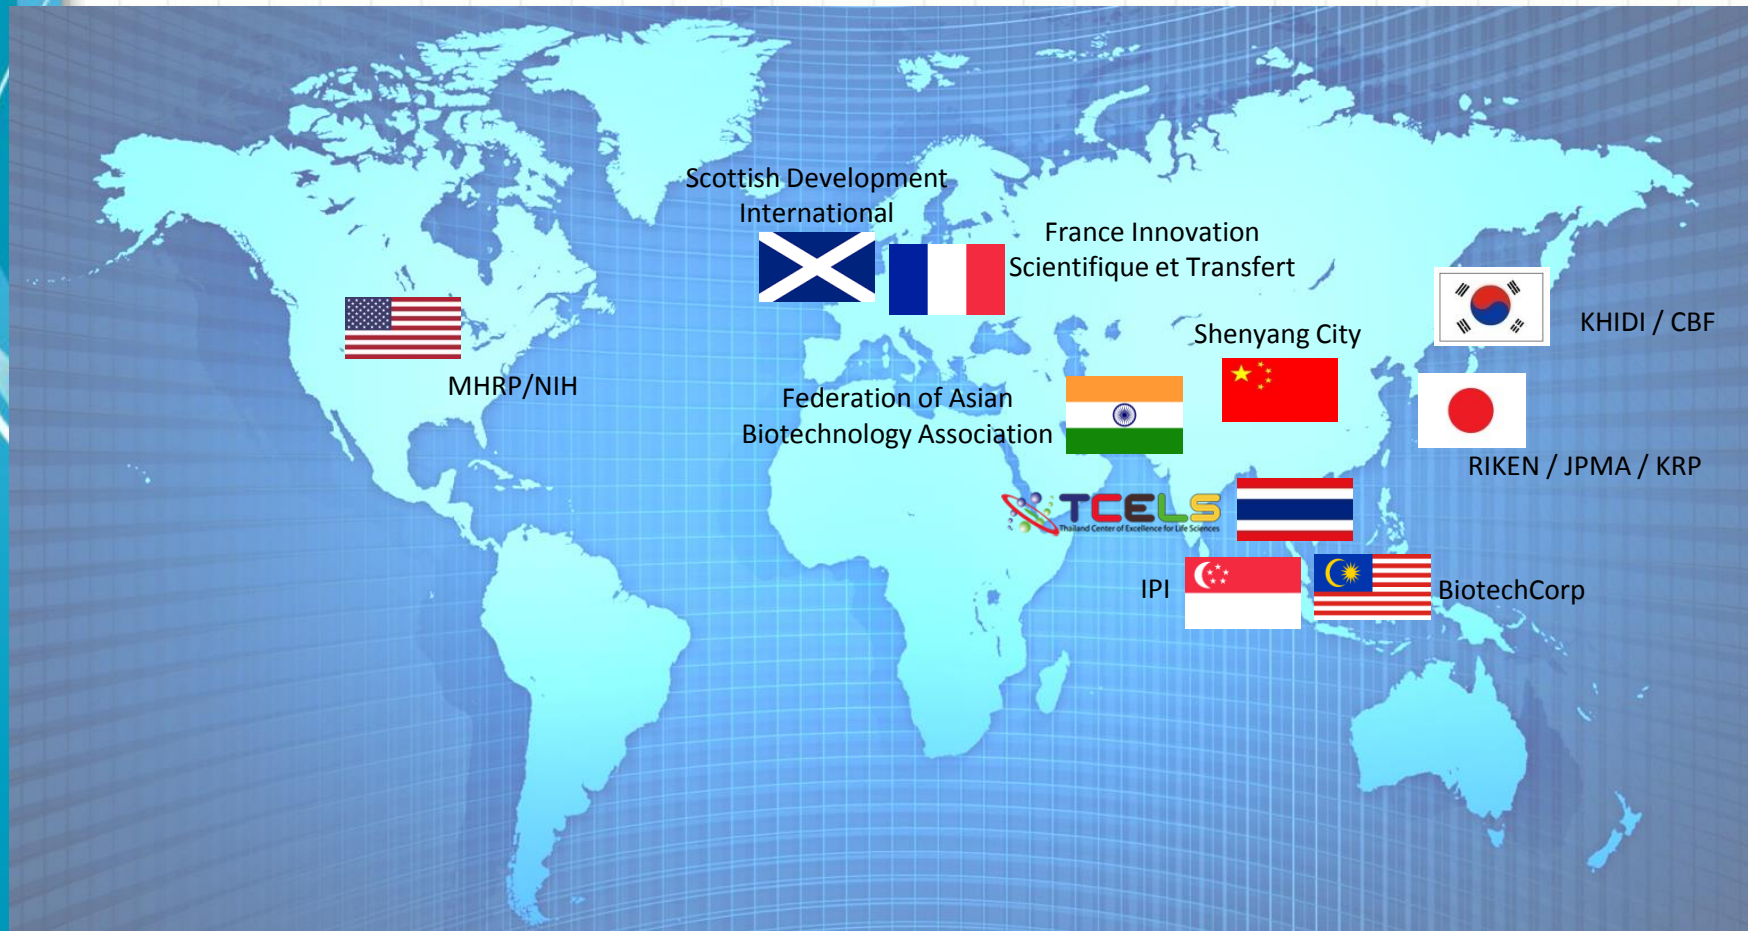 Scottish Development
International
France Innovation
Scientifique et Transfert
KHIDI / CBF
Shenyang City
MHRP/NIH
Federation of Asian
Biotechnology Association
RIKEN / JPMA / KRP
TCELS
Thailand Center of Excellence for Life Sciences
IPI
BiotechCorp